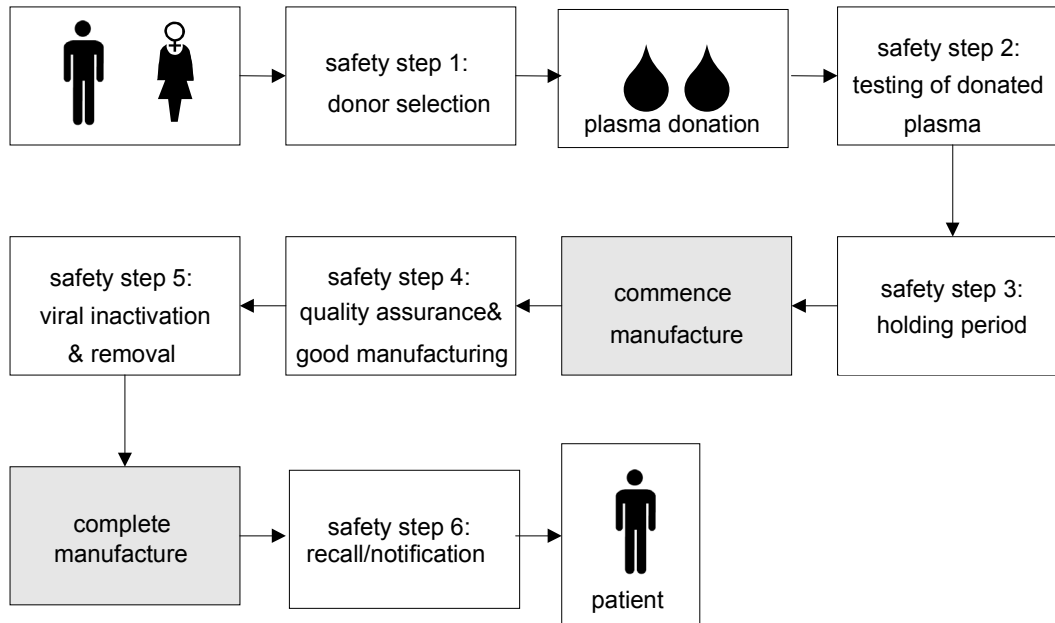 safety step 1:
donor selection
plasma donation
safety step 2:
testing of donated
plasma
safety step 5:
viral inactivation
& removal
safety step 4:
quality assurance&
good manufacturing
commence
manufacture
safety step 3:
holding period
complete
manufacture
safety step 6:
recall/notification
patient